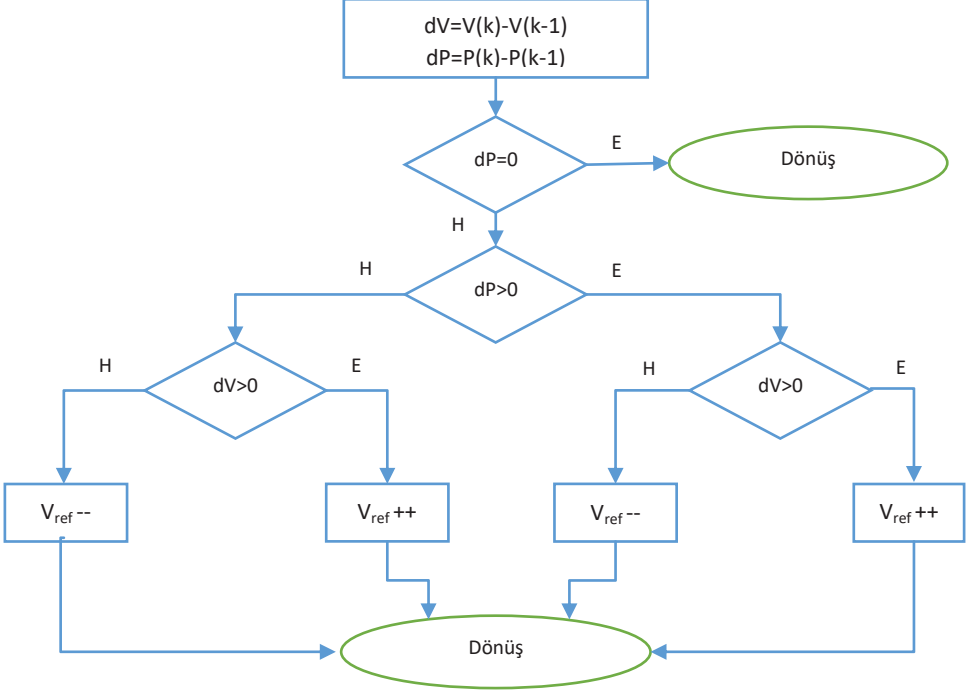 dV=V(k)-V(k-1)
dP=P(k)-P(k-1)
dP=0
E
Dönüş
H
dP>0
H
E
dV>0
H
E
dV>0
H
E
Vref --
Vref ++
Vref --
Vref ++
Dönüş